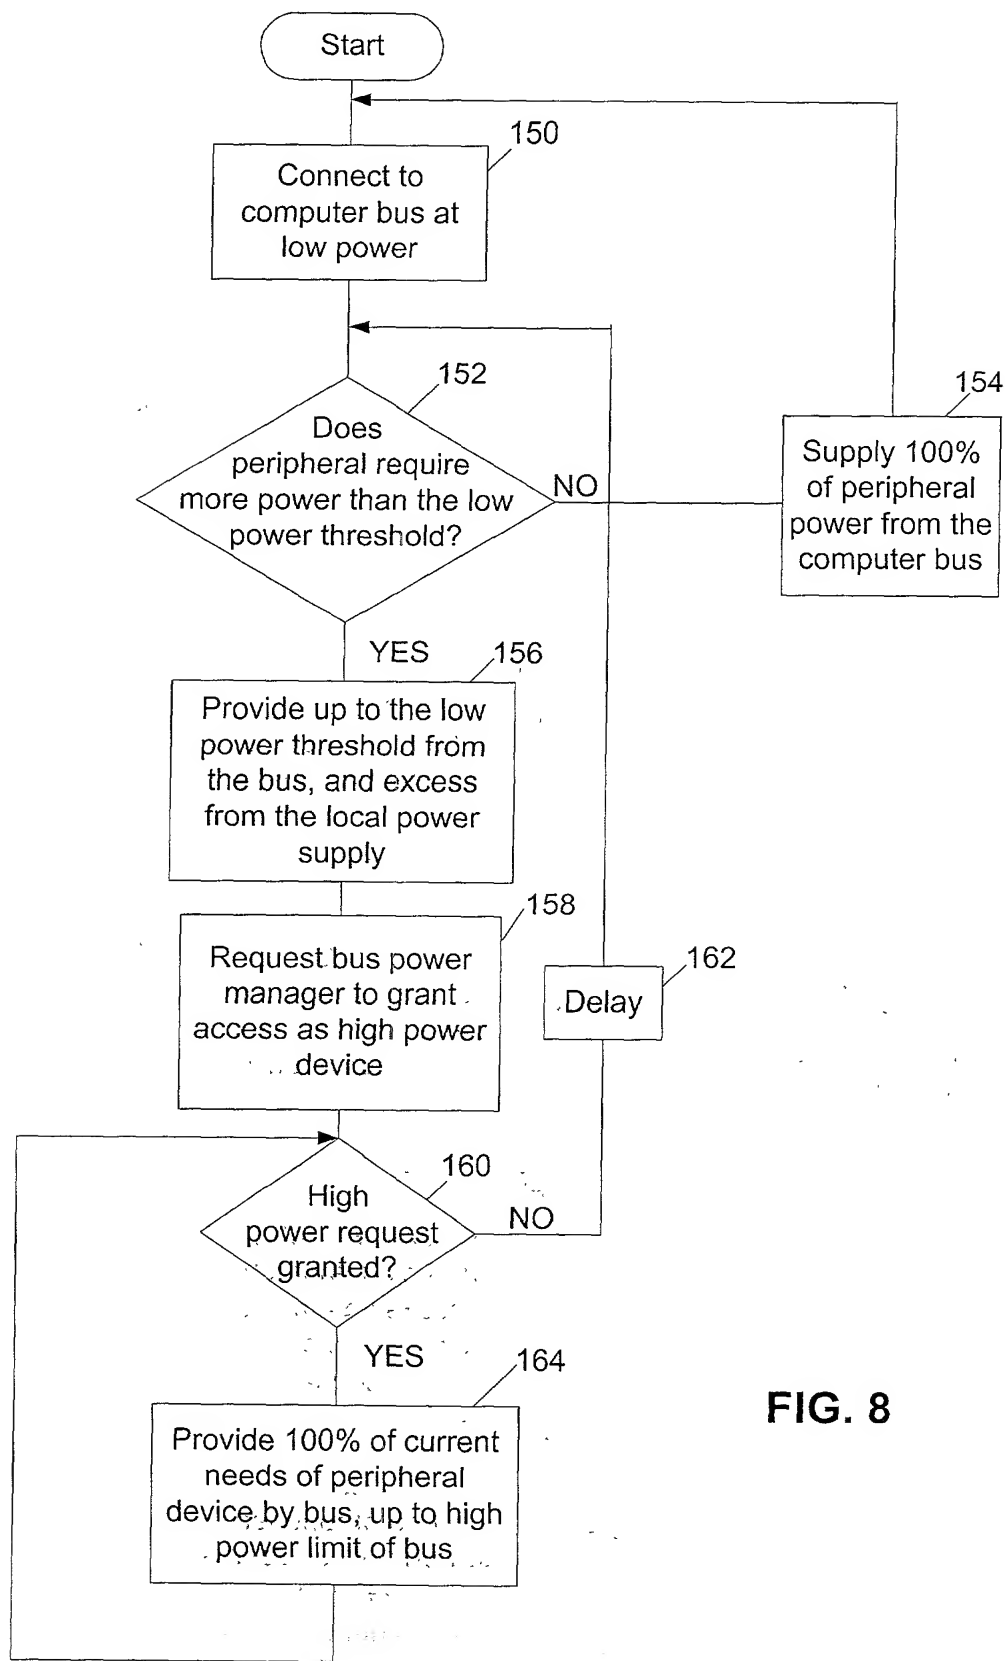 Start
150
Connect to
computer bus at
low power
152
Does
peripheral require
more power than the low
power threshold?
NO
154
Supply 100%
of peripheral
power from the
computer bus
YES
156
Provide up to the low
power threshold from
the bus, and excess
from the local power
supply
158
Request bus power
manager to grant
access as high power
device
162
Delay
160
High
power request
granted?
NO
YES
164
Provide 100% of current
needs of peripheral
device by bus, up to high
power limit of bus
FIG. 8